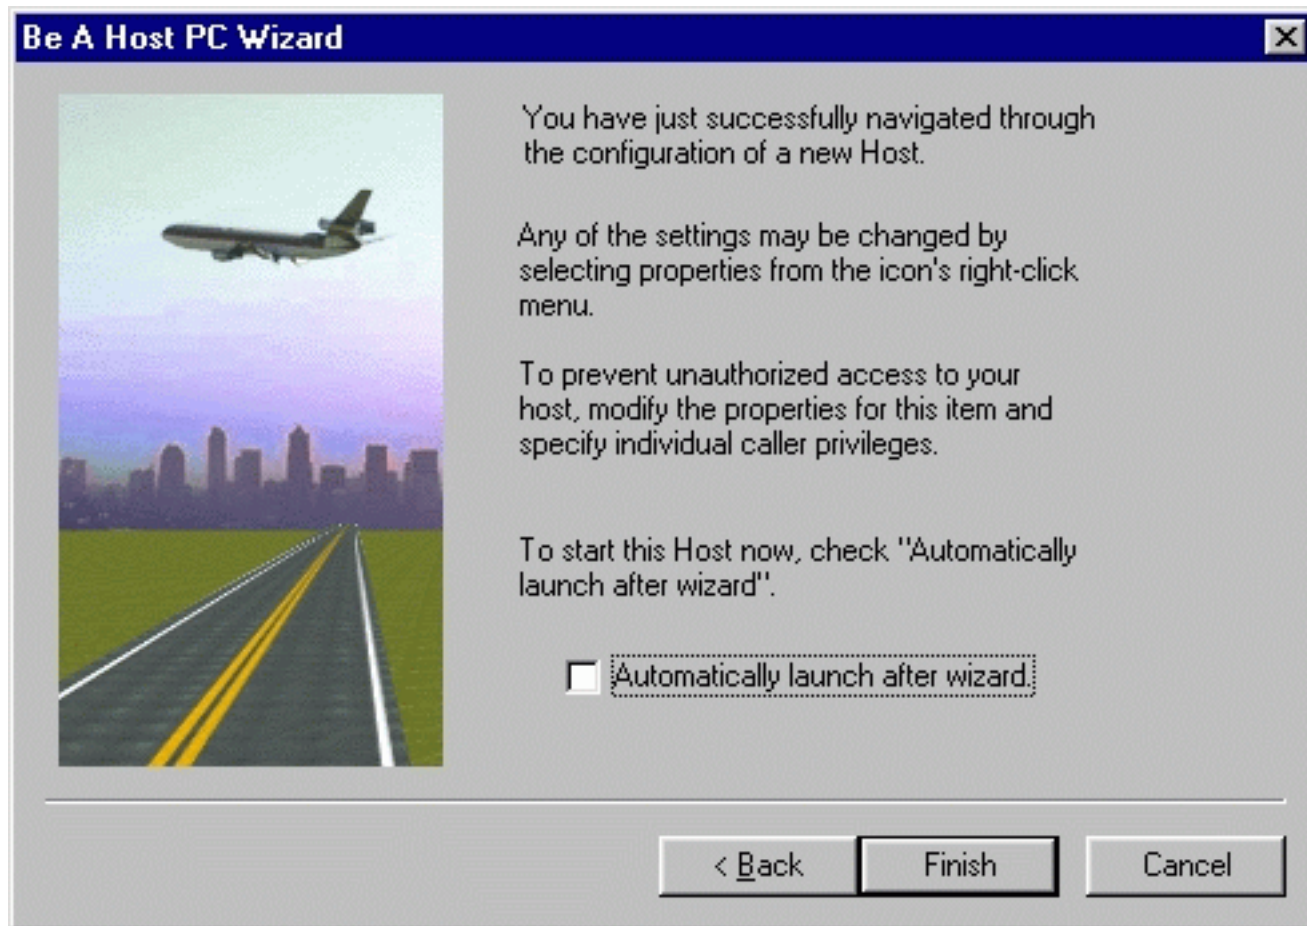 Be A Host PC Wizard
You have just successfully navigated through
the configuration of a new Host.
Any of the settings may be changed by
selecting properties from the icon's right-click
menu.
To prevent unauthorized access to your
host, modify the properties for this item and
specify individual caller privileges.
To start this Host now, check "Automatically
launch after wizard".
Automatically launch after wizard.
< Back
Finish
Cancel